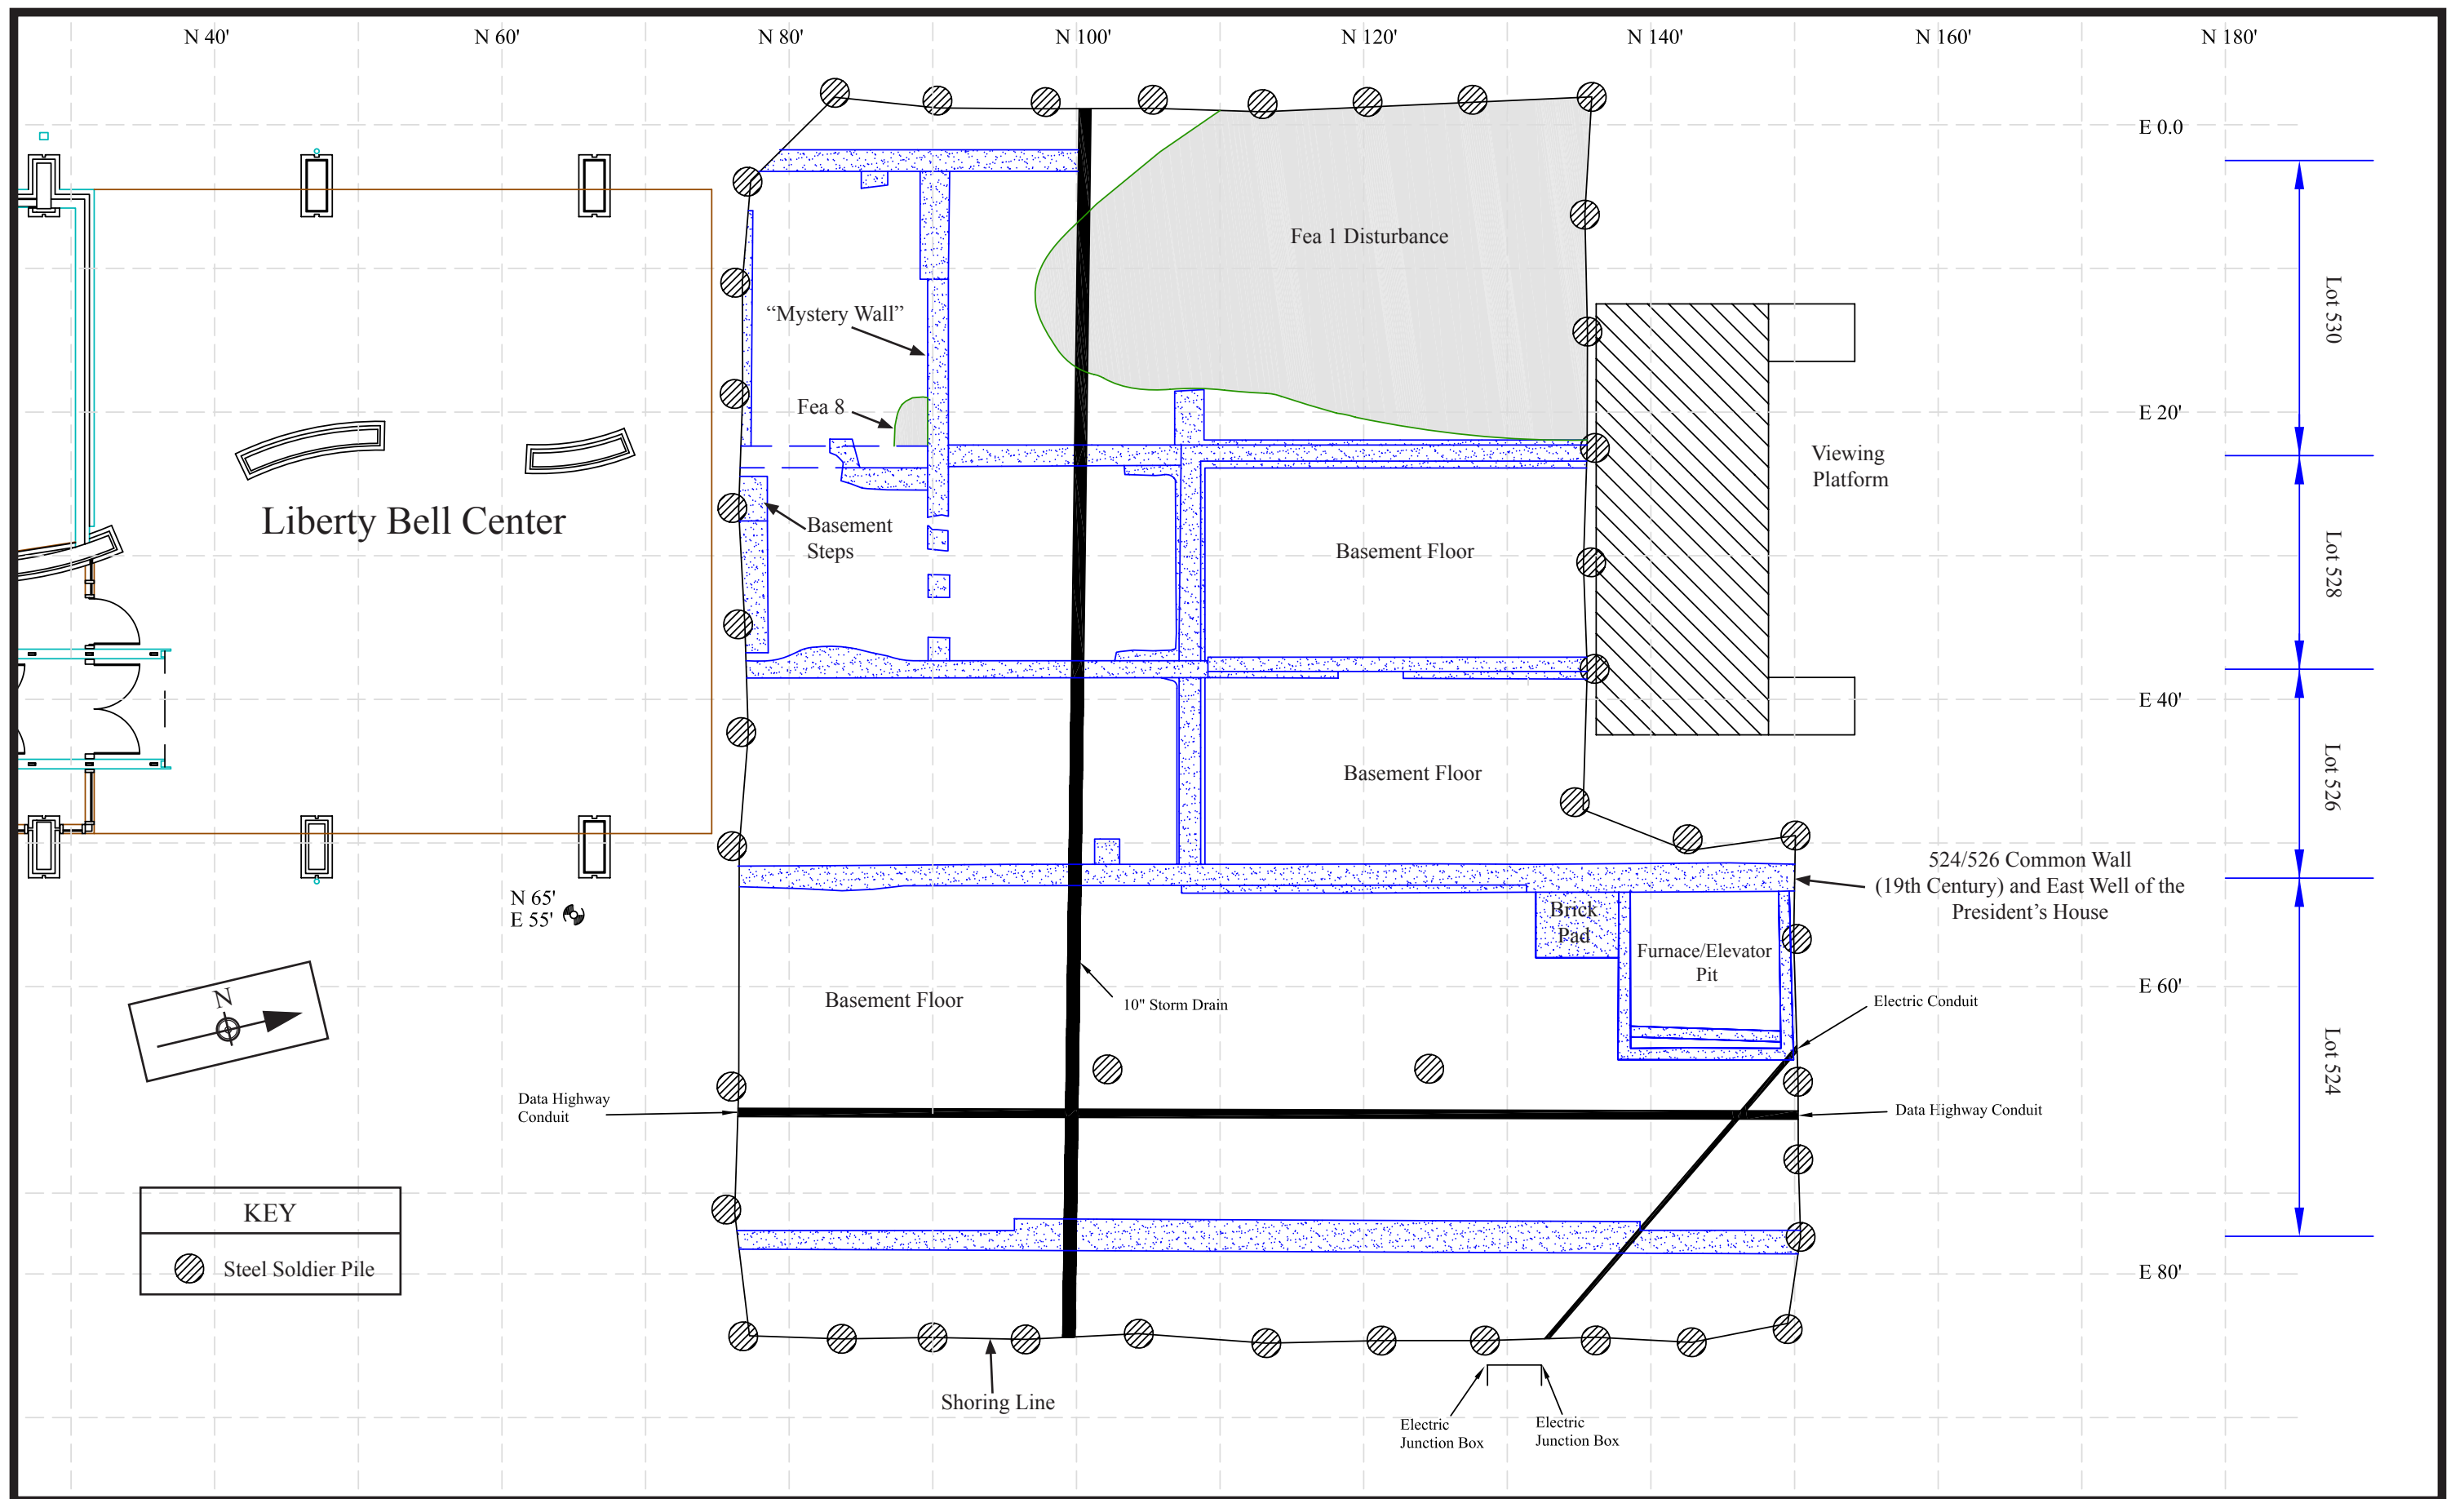 N 40'
N 60'
N 80'
N 100'
N 120'
N 140'
N 160'
N 180'
E 0.0
Fea 1 Disturbance
“Mystery Wall”
Lot 530
Fea 8
E 20'
Viewing
Platform
Liberty Bell Center
Basement
Steps
Basement Floor
Lot 528
E 40'
Basement Floor
Lot 526
524/526 Common Wall
(19th Century) and East Well of the
President’s House
N 65'
E 55'
Brick
Pad
Furnace/Elevator
Pit
N
Basement Floor
10" Storm Drain
E 60'
Electric Conduit
Lot 524
Data Highway
Conduit
Data Highway Conduit
KEY
Steel Soldier Pile
E 80'
Shoring Line
Electric
Junction Box
Electric
Junction Box